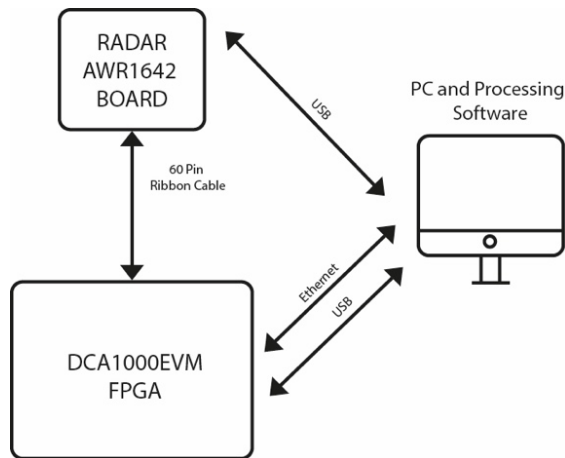 RADAR
AWR1642
BOARD
USB
PC and Processing
Software
60 Pin
Ribbon Cable
Ethernet
USB
DCA1000EVM
FPGA